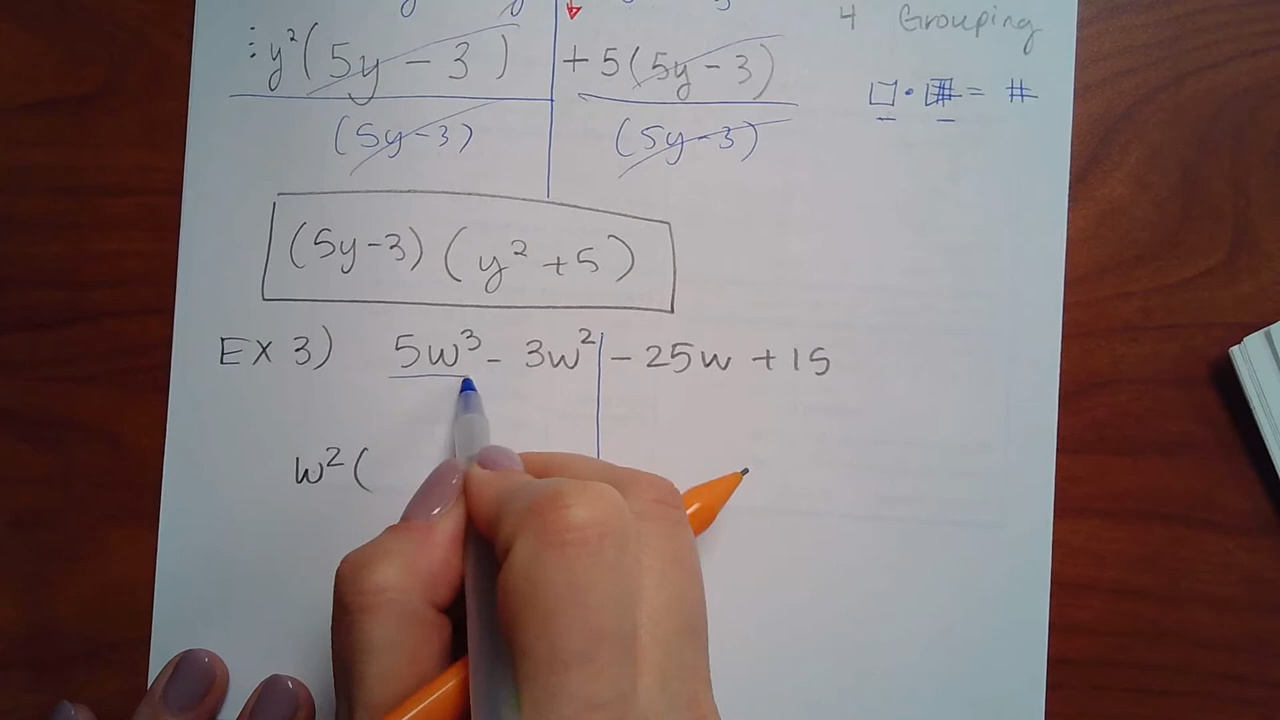 4 Grouping
y²(5y - 3) + 5(5y - 3)
(5y-3) (5y-3)
□ · # = #
(5y-3) (y² + 5)
EX 3) 5w³ - 3w² - 25w + 15
w² (